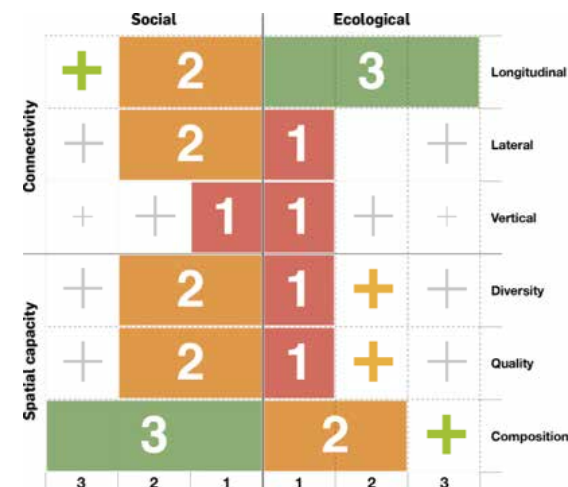 Social Ecological
Connectivity
+ 2 3 Longitudinal
+ 2 1 + Lateral
+ + 1 1 + + Vertical
Spatial capacity
+ 2 1 + + Diversity
+ 2 1 + + Quality
3 2 + Composition
3 2 1 1 2 3